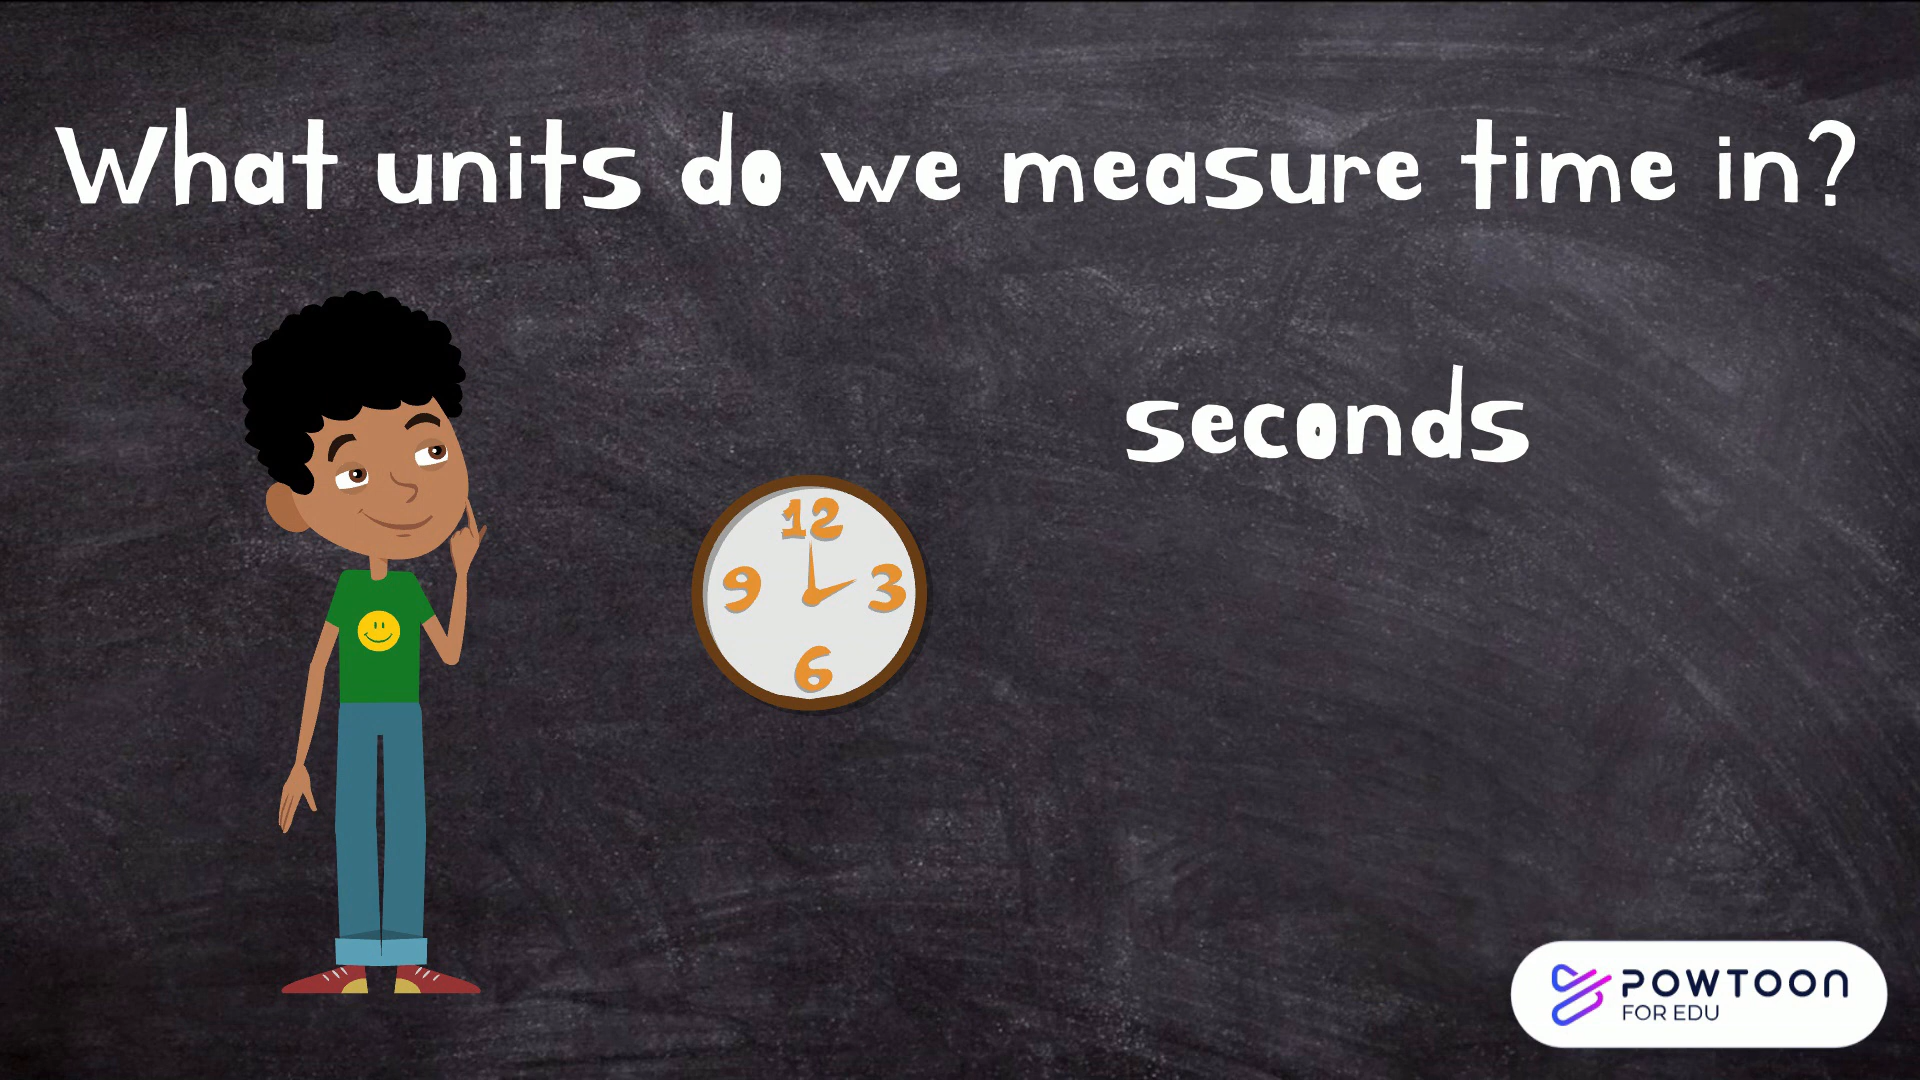 What units do we measure time in?
seconds
12
9 3
6
POWTOON
FOR EDU